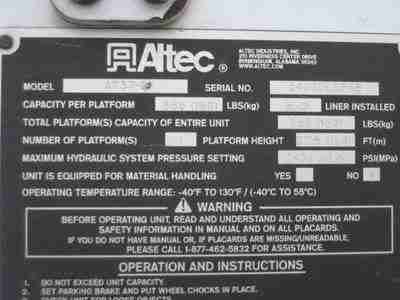 Altec®
ALTEC INDUSTRIES, INC.
210 INVERNESS CENTER DRIVE
BIRMINGHAM, ALABAMA 35242
WWW.ALTEC.COM
MODEL SERIAL NO.
CAPACITY PER PLATFORM LBS(kg) LINER INSTALLED
TOTAL PLATFORM(S) CAPACITY OF ENTIRE UNIT LBS(kg)
NUMBER OF PLATFORM(S) PLATFORM HEIGHT FT(m)
MAXIMUM HYDRAULIC SYSTEM PRESSURE SETTING PSI(MPa)
UNIT IS EQUIPPED FOR MATERIAL HANDLING YES NO
OPERATING TEMPERATURE RANGE: -40°F TO 130°F / (-40°C TO 55°C)
WARNING
BEFORE OPERATING UNIT, READ AND UNDERSTAND ALL OPERATING AND
SAFETY INFORMATION IN MANUAL AND ON ALL PLACARDS.
IF YOU DO NOT HAVE MANUAL OR, IF PLACARDS ARE MISSING/UNREADABLE,
PLEASE CALL 1-877-462-5832 FOR ASSISTANCE.
OPERATION AND INSTRUCTIONS
1. DO NOT EXCEED UNIT CAPACITY.
2. SET PARKING BRAKE AND PUT WHEEL CHOCKS IN PLACE.